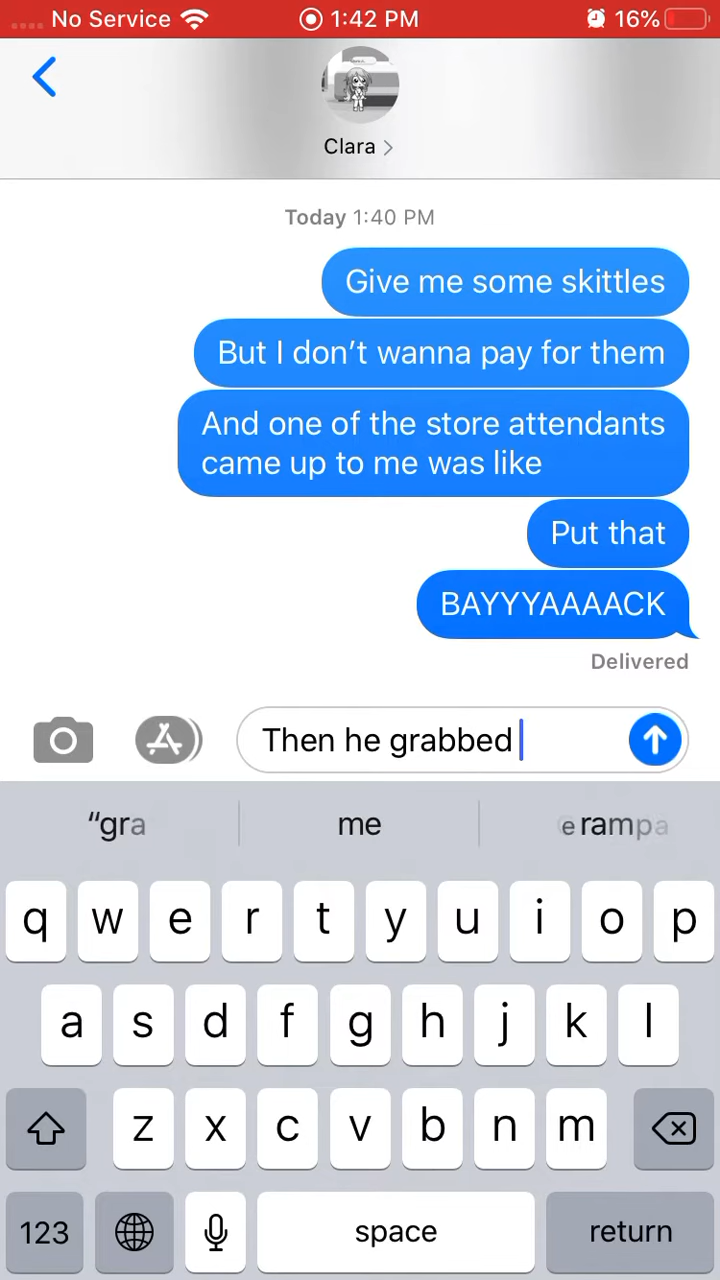 No Service 1:42 PM 16%
Clara
Today 1:40 PM
Give me some skittles
But I don’t wanna pay for them
And one of the store attendants
came up to me was like
Put that
BAYYYAAAACK
Delivered
Then he grabbed
“gra me erampa
q w e r t y u i o p
a s d f g h j k l
z x c v b n m
123 space return